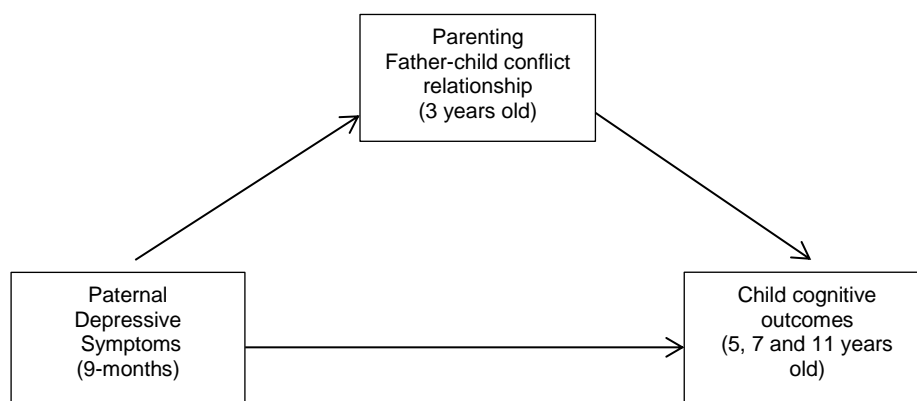 Parenting
Father-child conflict
relationship
(3 years old)
Paternal
Depressive
Symptoms
(9-months)
Child cognitive
outcomes
(5, 7 and 11 years
old)